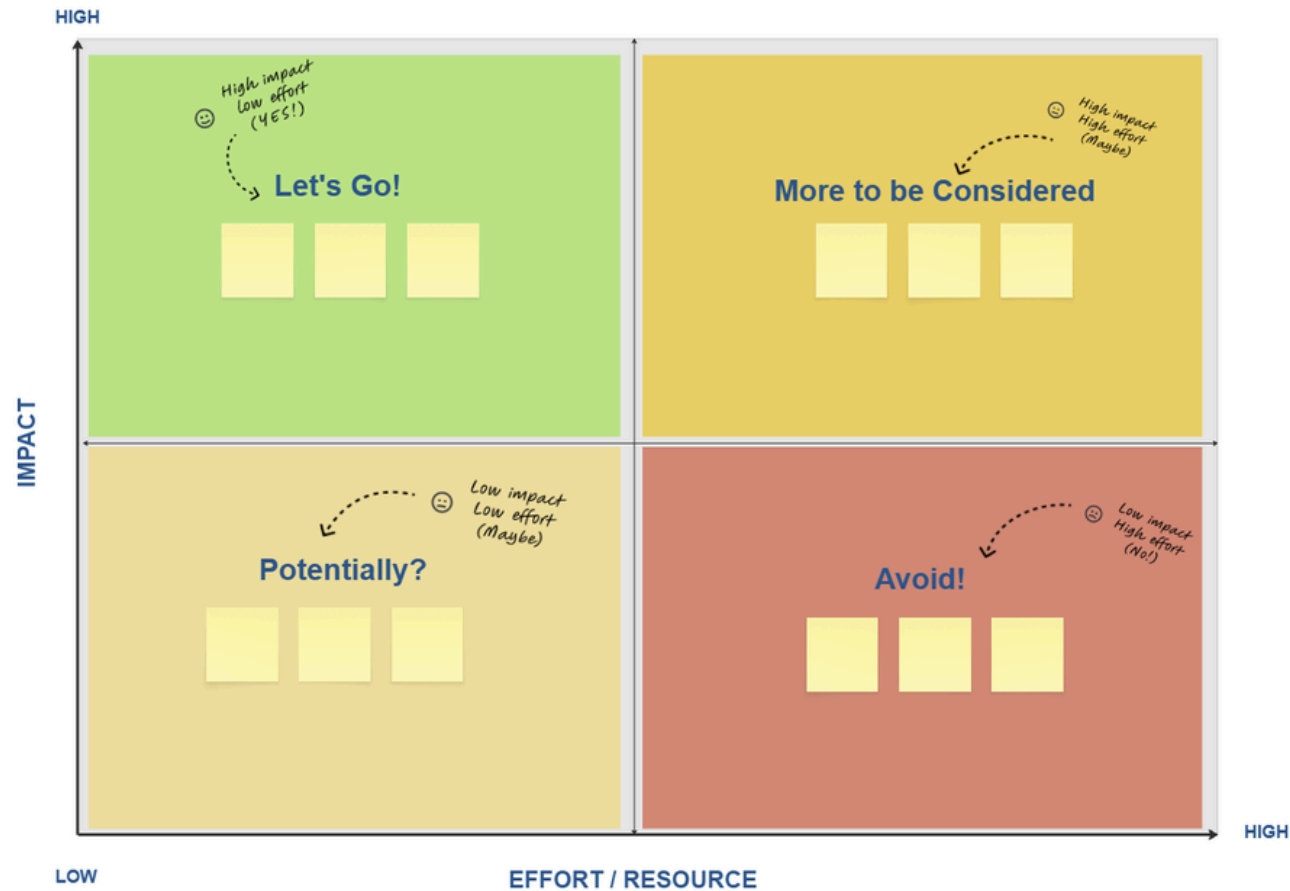 HIGH
High impact
Low effort
(YES!)
Let's Go!
High impact
High effort
(Maybe)
More to be Considered
IMPACT
Low impact
Low effort
(Maybe)
Potentially?
Low impact
High effort
(No!)
Avoid!
HIGH
LOW
EFFORT / RESOURCE